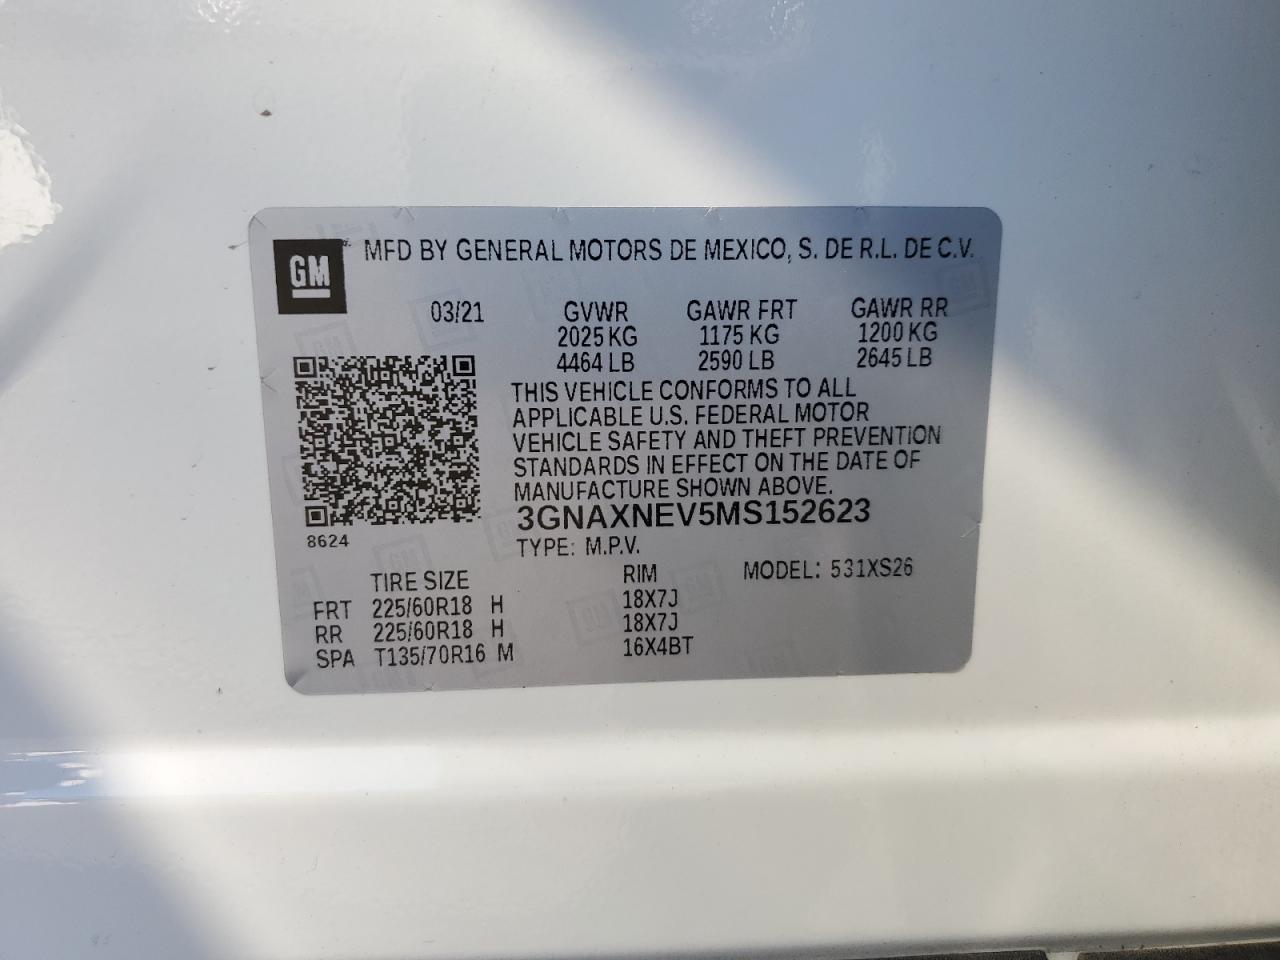 GM MFD BY GENERAL MOTORS DE MEXICO, S. DE R.L. DE C.V.
03/21 GVWR GAWR FRT GAWR RR
2025 KG 1175 KG 1200 KG
4464 LB 2590 LB 2645 LB
THIS VEHICLE CONFORMS TO ALL
APPLICABLE U.S. FEDERAL MOTOR
VEHICLE SAFETY AND THEFT PREVENTION
STANDARDS IN EFFECT ON THE DATE OF
MANUFACTURE SHOWN ABOVE.
3GNAXNEV5MS152623
8624
TYPE: M.P.V.
TIRE SIZE RIM MODEL: 531XS26
FRT 225/60R18 H 18X7J
RR 225/60R18 H 18X7J
SPA T135/70R16 M 16X4BT